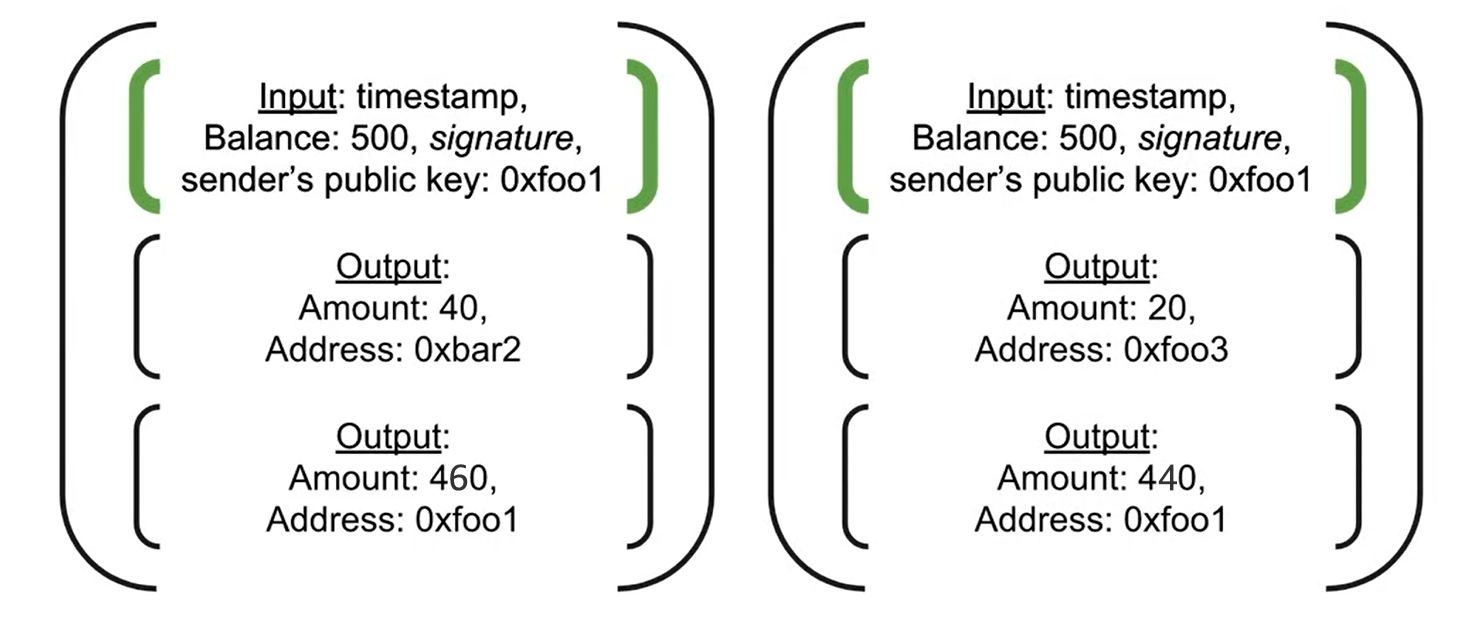 Input: timestamp,
Balance: 500, signature,
sender's public key: 0xfoo1
Output:
Amount: 40,
Address: 0xbar2
Output:
Amount: 460,
Address: 0xfoo1
Input: timestamp,
Balance: 500, signature,
sender's public key: 0xfoo1
Output:
Amount: 20,
Address: 0xfoo3
Output:
Amount: 440,
Address: 0xfoo1